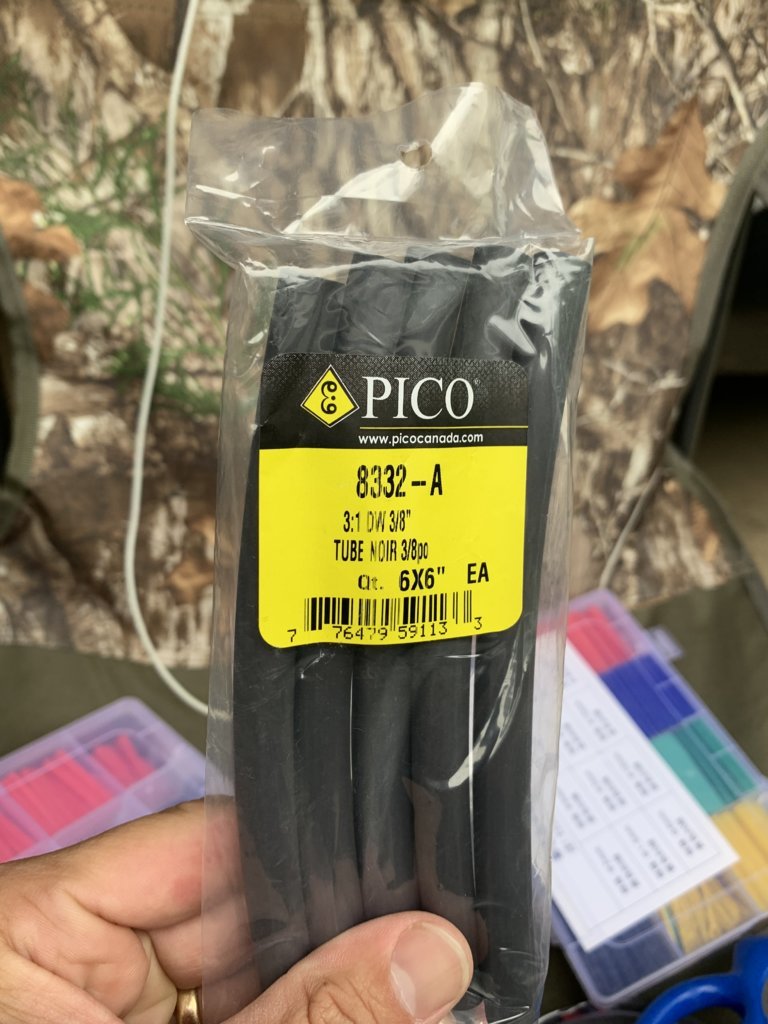 PICO
www.picocanada.com
8332-A
3:1 DW 3/8"
TUBE NOIR 3/8po
qt. 6X6" EA
7 76479 59113 3